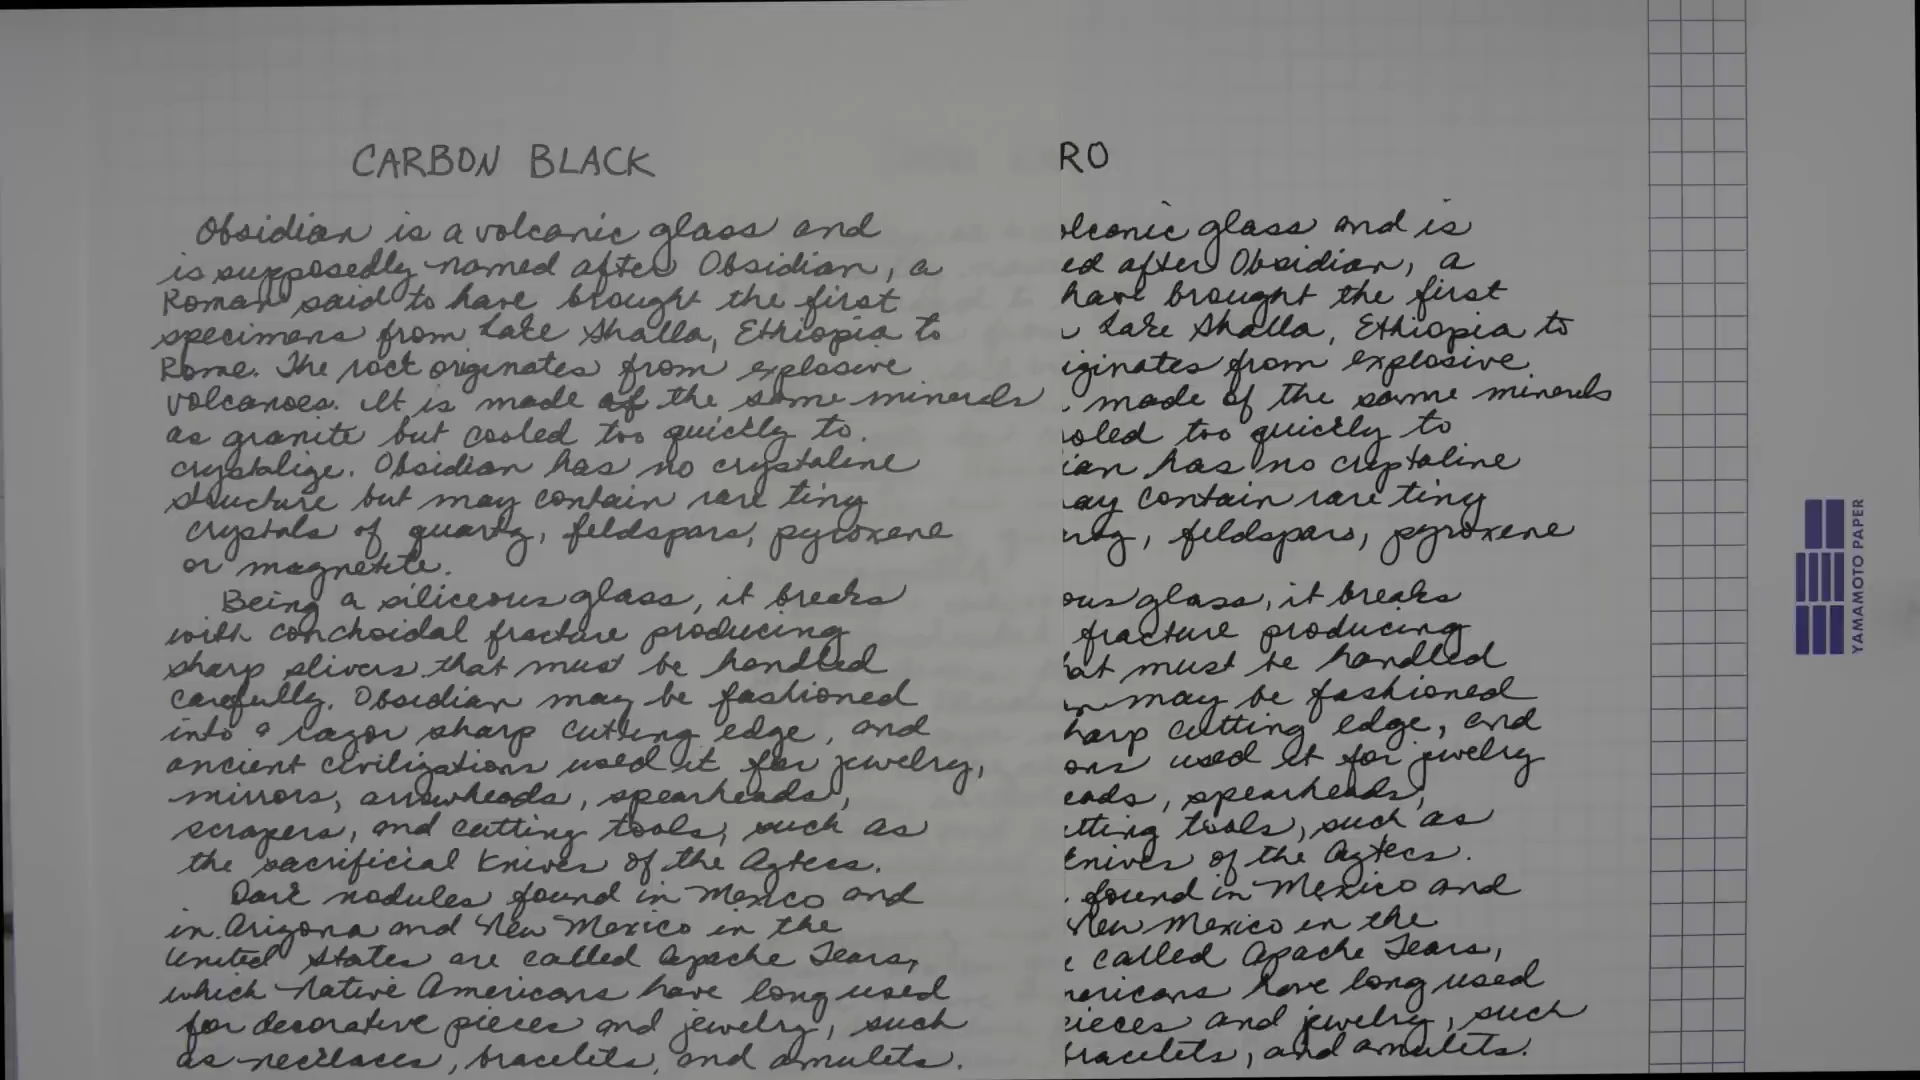 CARBON BLACK
Obsidian is a volcanic glass and
is supposedly named after Obsidian, a
Roman said to have brought the first
specimens from Lake Shalla, Ethiopia to
Rome. The rock originates from explosive
volcanoes. It is made of the same minerals
as granite but cooled too quickly to
crystalize. Obsidian has no crystaline
structure but may contain rare tiny
crystals of quartz, feldspars, pyroxene
or magnetite.
Being a siliceous glass, it breaks
with conchoidal fracture producing
sharp slivers that must be handled
carefully. Obsidian may be fashioned
into a razor sharp cutting edge, and
ancient civilizations used it for jewelry,
mirrors, arrowheads, spearheads,
scrapers, and cutting tools, such as
the sacrificial knives of the Aztecs.
Dark nodules found in Mexico and
in Arizona and New Mexico in the
United States are called Apache Tears,
which Native Americans have long used
for decorative pieces and jewelry, such
as necklaces, bracelets, and amulets.
RO
lcanic glass and is
ed after Obsidian, a
have brought the first
Lake Shalla, Ethiopia to
iginates from explosive
made of the same minerals
oled too quickly to
ian has no cryptaline
ay contain rare tiny
rtz, feldspars, pyroxene
ous glass, it breaks
fracture producing
hat must be handled
may be fashioned
harp cutting edge, and
ons used it for jewelry
eads, spearheads,
tting tools, such as
knives of the Aztecs.
found in Mexico and
New Mexico in the
called Apache Tears,
mericans have long used
pieces and jewelry, such
bracelets, and amulets.
YAMAMOTO PAPER